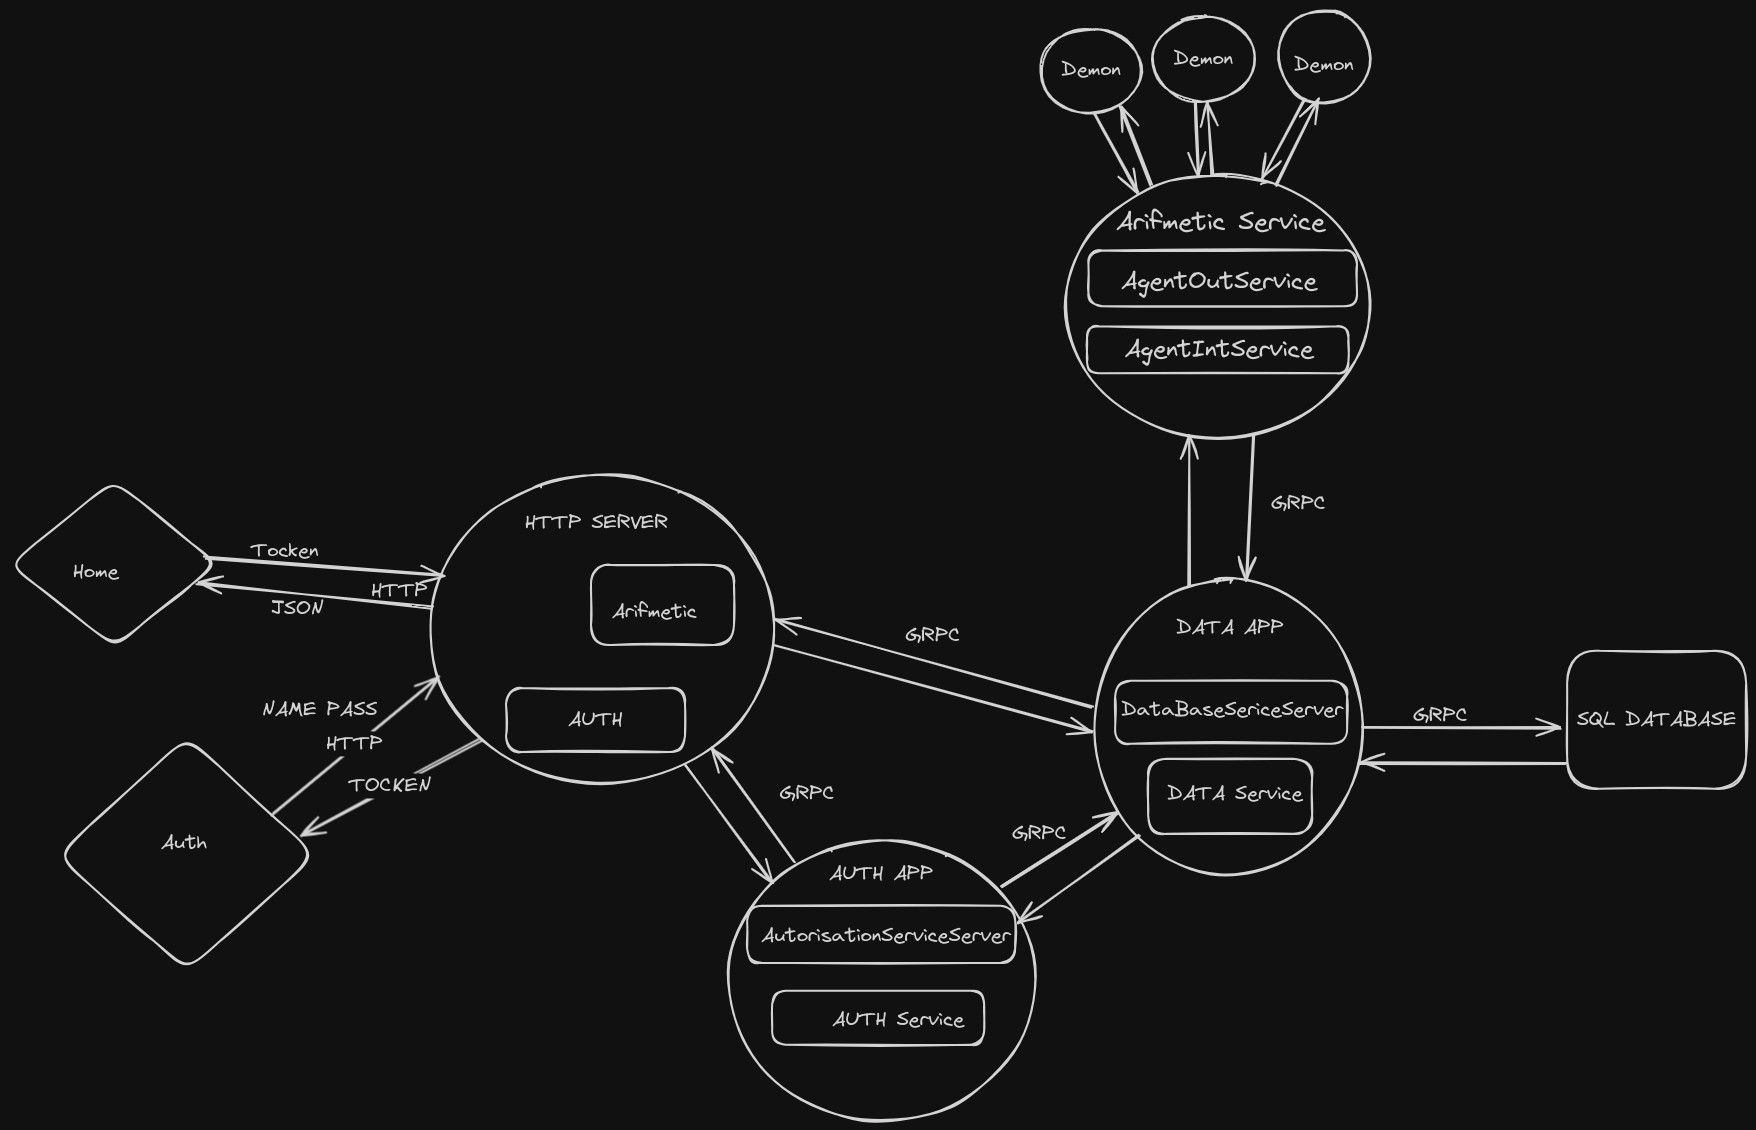 Demon
Demon
Demon
Arifmetic Service
AgentOutService
AgentIntService
GRPC
HTTP SERVER
Tocken
Home
HTTP
JSON
Arifmetic
GRPC
DATA APP
NAME PASS
AUTH
DataBaseSericeServer
GRPC
SQL DATABASE
HTTP
TOCKEN
GRPC
DATA Service
Auth
GRPC
AUTH APP
AutorisationServiceServer
AUTH Service